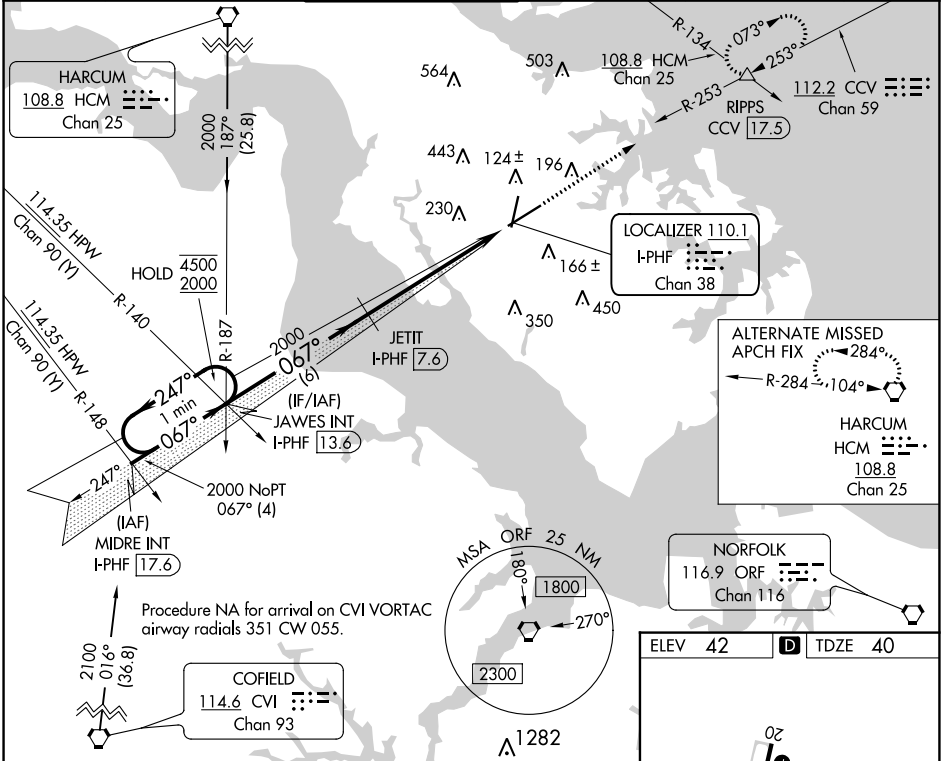 HARCUM
108.8 HCM
Chan 25
2000
187°
(25.8)
564
503
443
124 ±
196
230
R-134
108.8 HCM
Chan 25
073°
253°
R-253
RIPPS
CCV 17.5
112.2 CCV
Chan 59
114.35 HPW
Chan 90 (Y)
R-140
114.35 HPW
Chan 90 (Y)
R-148
HOLD 4500
2000
R-187
2000
067°
(6)
JETIT
I-PHF 7.6
LOCALIZER 110.1
I-PHF
Chan 38
166 ±
450
350
247°
1 min
067°
(IF/IAF)
JAWES INT
I-PHF 13.6
247°
2000 NoPT
067° (4)
(IAF)
MIDRE INT
I-PHF 17.6
ALTERNATE MISSED
APCH FIX
284°
R-284
104°
HARCUM
HCM
108.8
Chan 25
Procedure NA for arrival on CVI VORTAC
airway radials 351 CW 055.
2100
016°
(36.8)
COFIELD
114.6 CVI
Chan 93
MSA ORF 25 NM
180°
1800
270°
2300
1282
NORFOLK
116.9 ORF
Chan 116
ELEV 42
D
TDZE 40
20